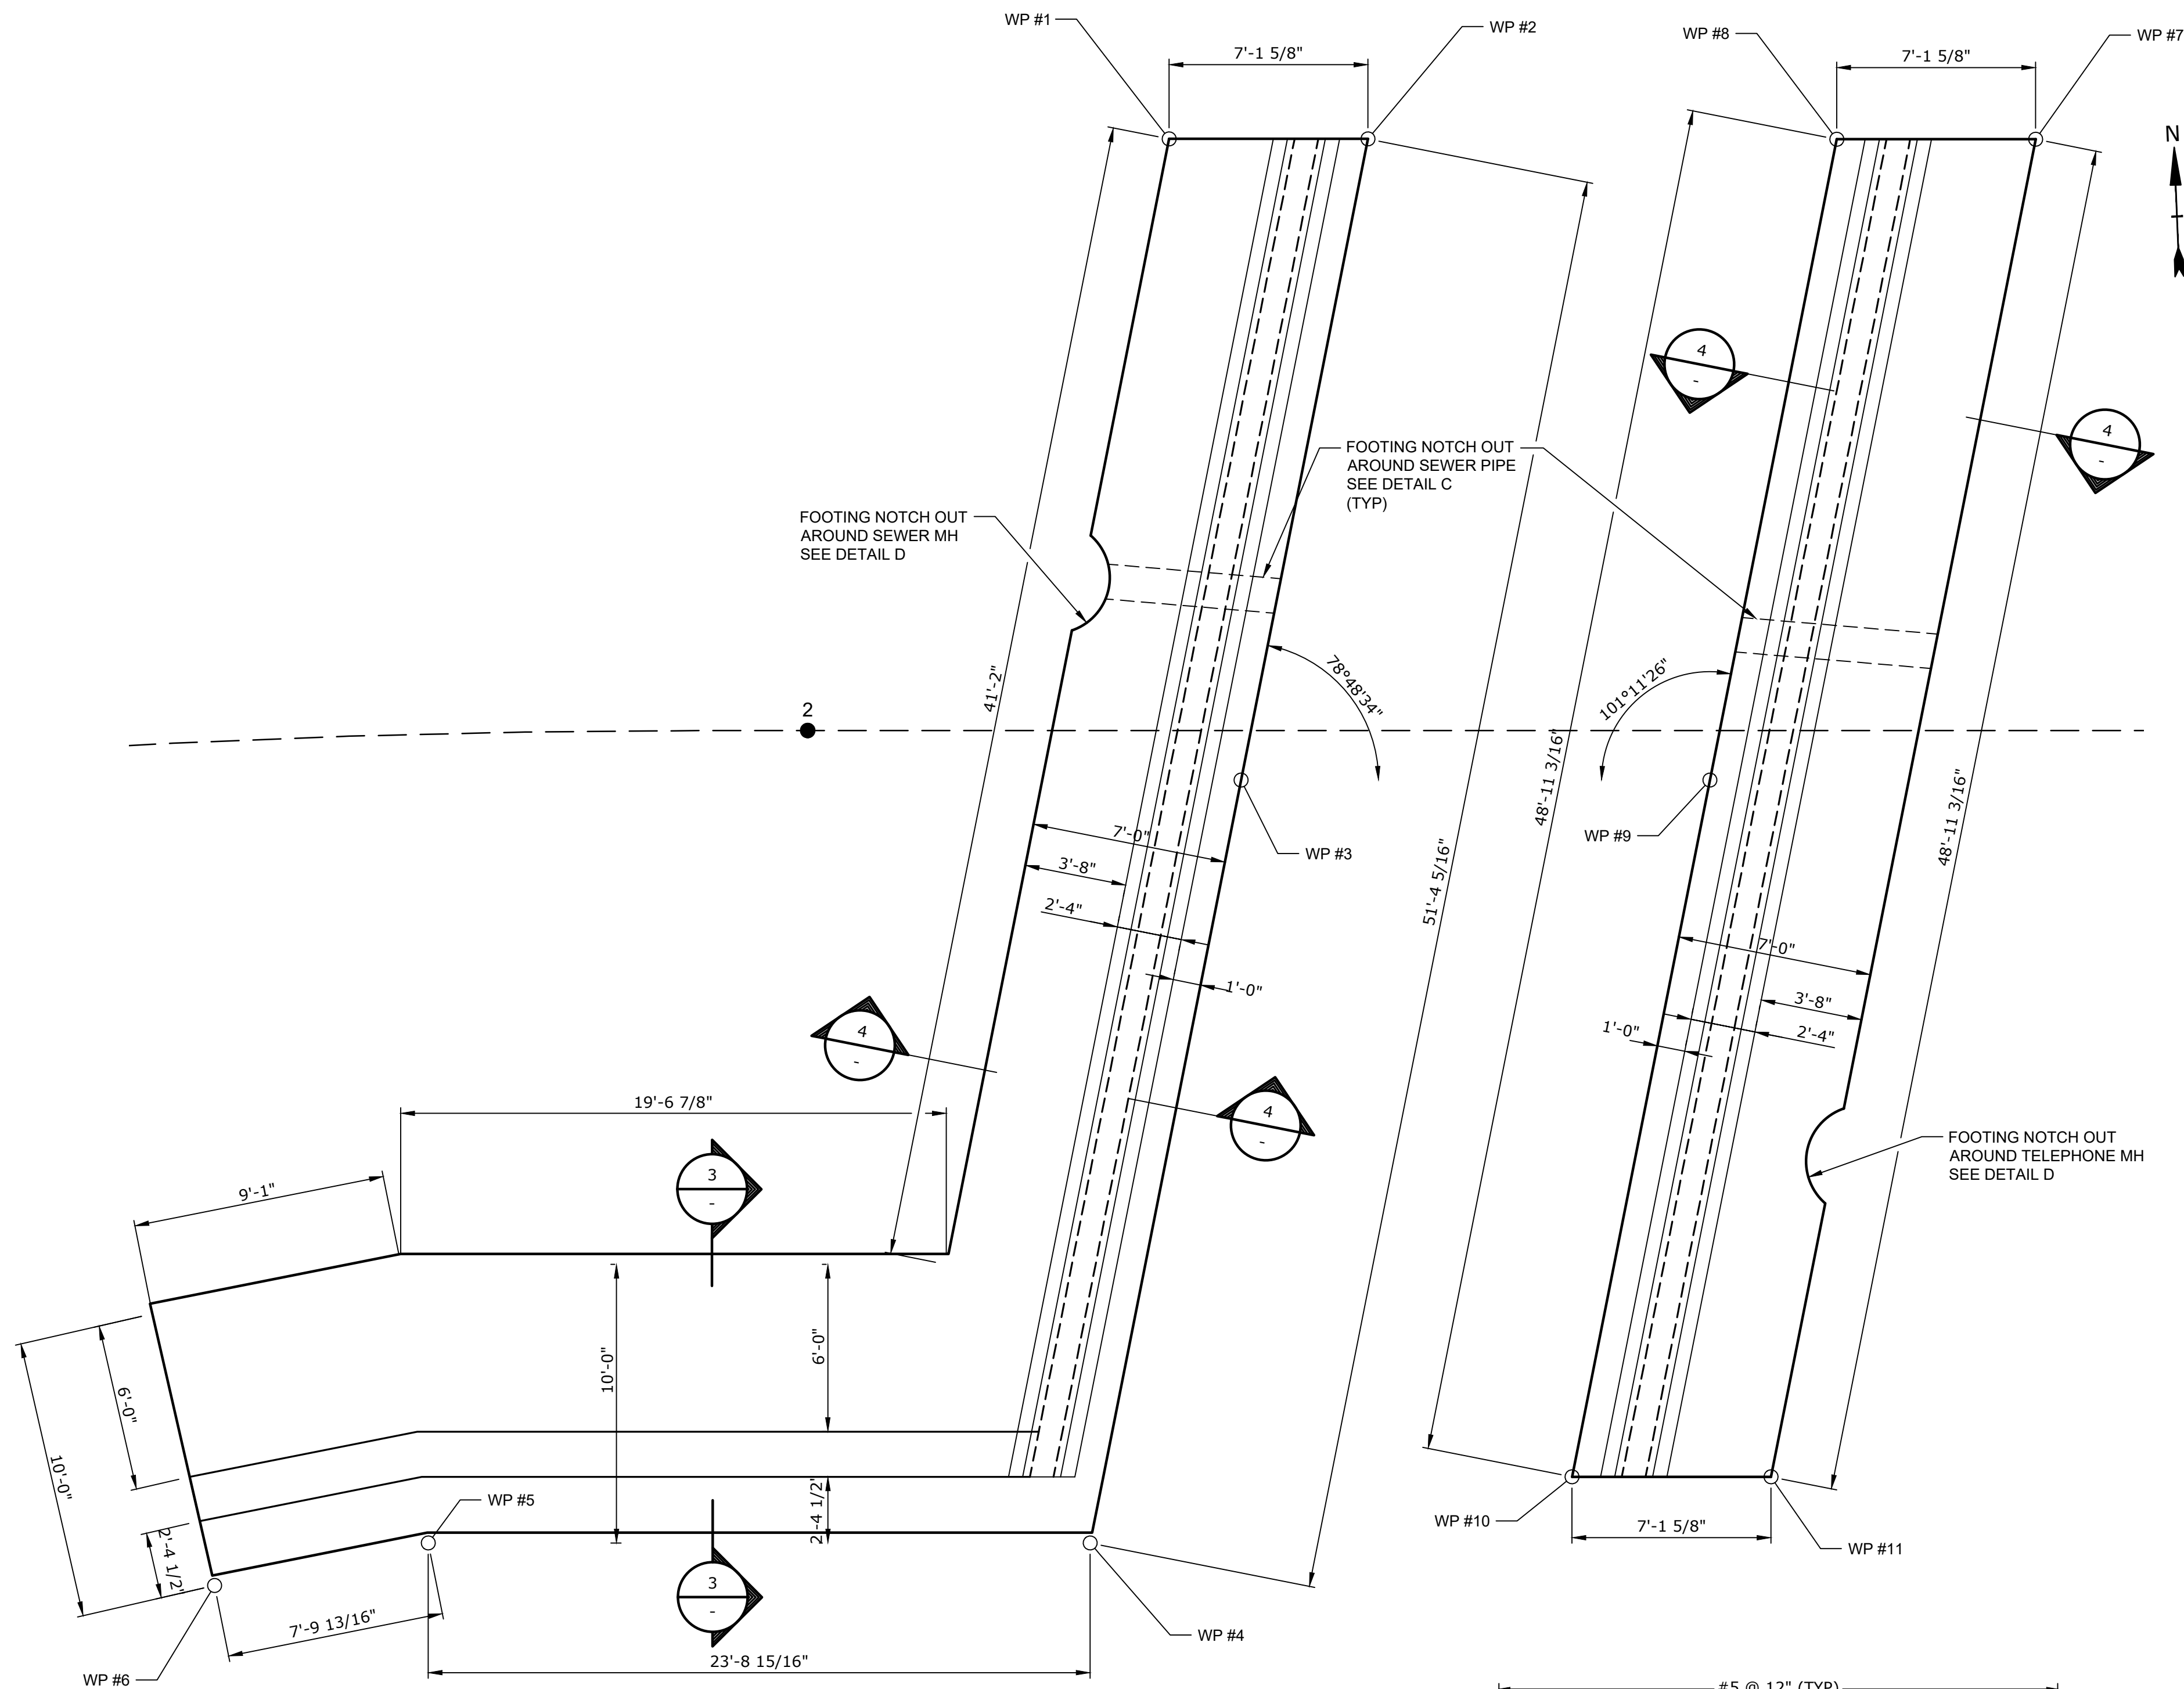 WP #1
WP #2
WP #8
WP #7
7'-1 5/8"
7'-1 5/8"
N
4
-
4
-
FOOTING NOTCH OUT
AROUND SEWER PIPE
SEE DETAIL C
(TYP)
FOOTING NOTCH OUT
AROUND SEWER MH
SEE DETAIL D
41'-2"
78°48'34"
101°11'26"
2
48'-11 3/16"
48'-11 3/16"
51'-4 5/16"
WP #3
WP #9
7'-0"
3'-8"
2'-4"
1'-0"
7'-0"
3'-8"
2'-4"
1'-0"
4
-
4
-
19'-6 7/8"
3
-
9'-1"
FOOTING NOTCH OUT
AROUND TELEPHONE MH
SEE DETAIL D
10'-0"
6'-0"
6'-0"
10'-0"
2'-4 1/2"
2'-4 1/2"
WP #5
WP #10
7'-1 5/8"
WP #11
3
-
7'-9 13/16"
WP #4
23'-8 15/16"
WP #6
#5 @ 12" (TYP)